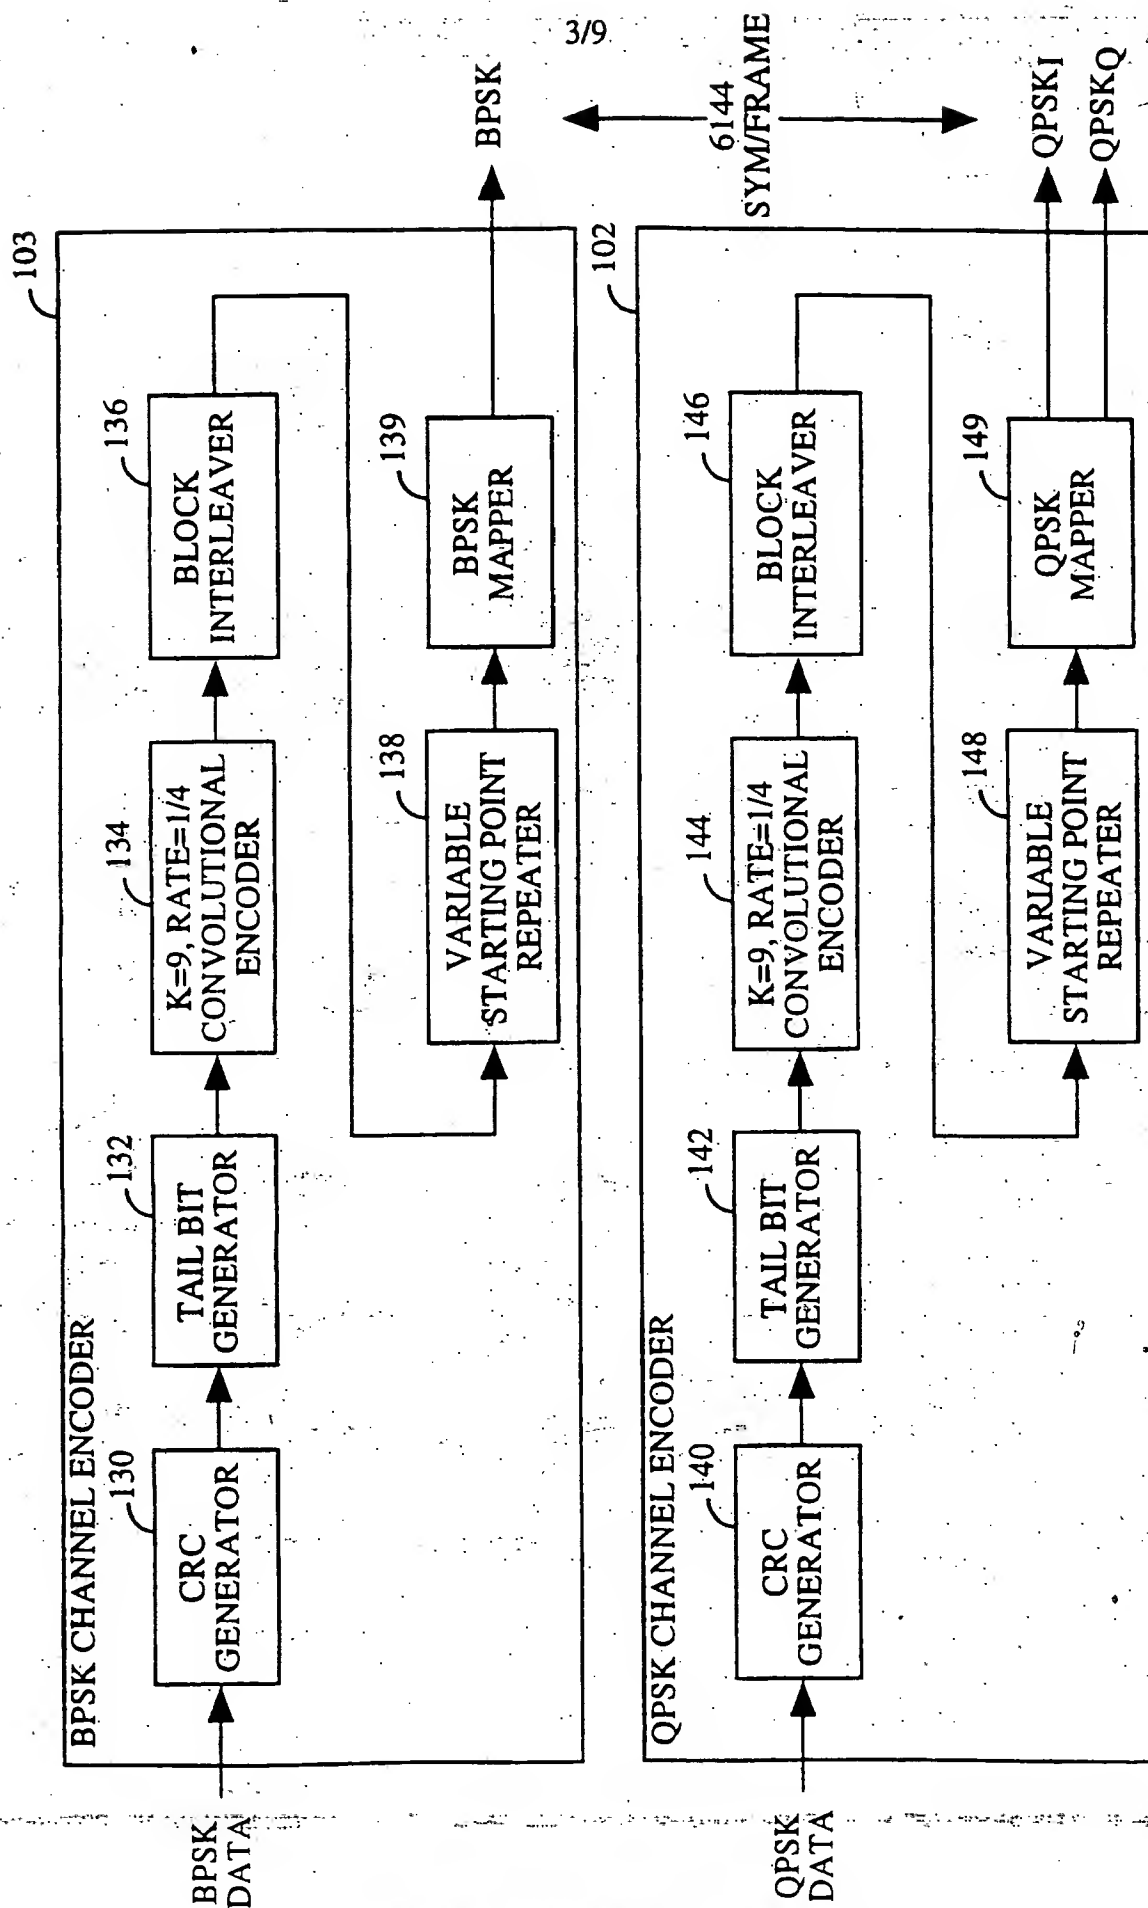 3/9
BPSK CHANNEL ENCODER
103
BPSK
DATA
130
CRC
GENERATOR
132
TAIL BIT
GENERATOR
134
K=9, RATE=1/4
CONVOLUTIONAL
ENCODER
136
BLOCK
INTERLEAVER
138
VARIABLE
STARTING POINT
REPEATER
139
BPSK
MAPPER
BPSK
6144
SYM/FRAME
QPSK CHANNEL ENCODER
102
QPSK
DATA
140
CRC
GENERATOR
142
TAIL BIT
GENERATOR
144
K=9, RATE=1/4
CONVOLUTIONAL
ENCODER
146
BLOCK
INTERLEAVER
148
VARIABLE
STARTING POINT
REPEATER
149
QPSK
MAPPER
QPSKI
QPSKQ